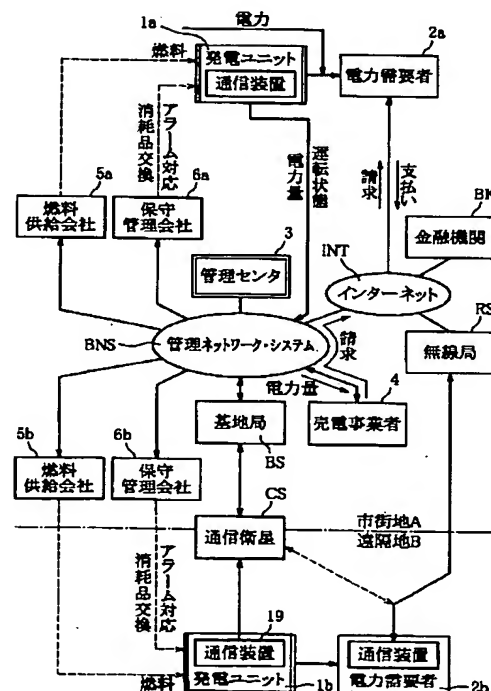 電力
1a
2a
燃料
発電ユニット
通信装置
電力需要者
消耗品交換
アラーム対応
電力量
運転状態
請求
支払い
5a
6a
BK
燃料
供給会社
保守
管理会社
3
管理センタ
INT
金融機関
インターネット
RS
BNS
管理ネットワーク・システム
請求
無線局
電力量
4
5b
6b
基地局
売電事業者
BS
燃料
供給会社
保守
管理会社
CS
通信衛星
市街地A
遠隔地B
消耗品交換
アラーム対応
19
通信装置
通信装置
発電ユニット
電力需要者
燃料
1b
2b